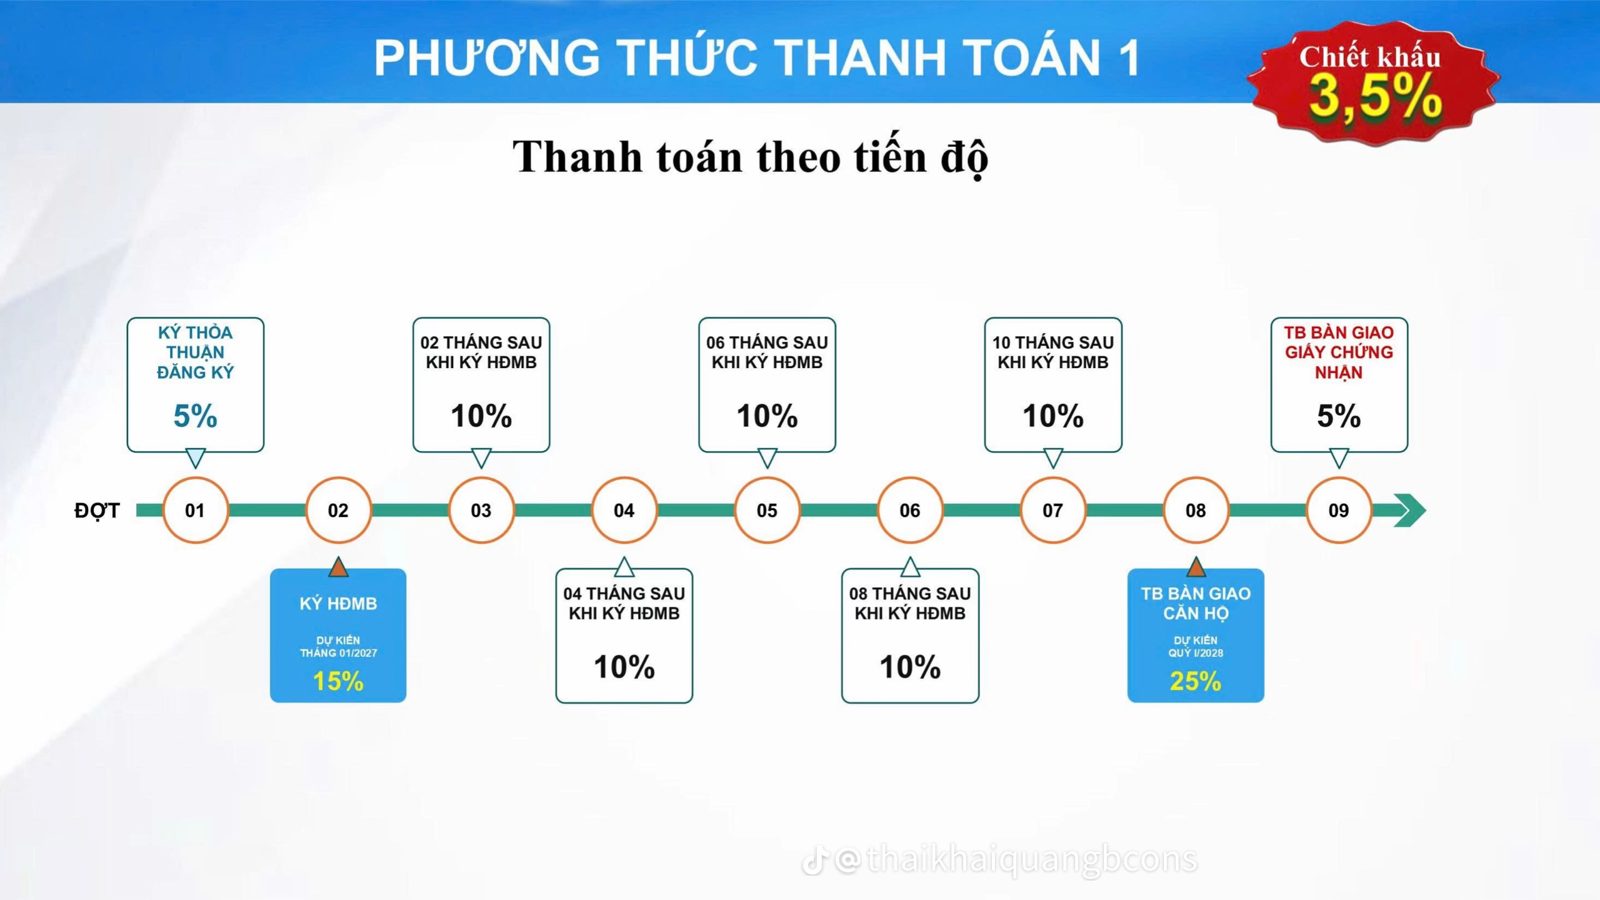 PHƯƠNG THỨC THANH TOÁN 1
Chiết khấu
3,5%
Thanh toán theo tiến độ
KÝ THỎA
THUẬN
ĐĂNG KÝ
5%
02 THÁNG SAU
KHI KÝ HĐMB
10%
06 THÁNG SAU
KHI KÝ HĐMB
10%
10 THÁNG SAU
KHI KÝ HĐMB
10%
TB BÀN GIAO
GIẤY CHỨNG
NHẬN
5%
ĐỢT 01 02 03 04 05 06 07 08 09
KÝ HĐMB
DỰ KIẾN
THÁNG 01/2027
15%
04 THÁNG SAU
KHI KÝ HĐMB
10%
08 THÁNG SAU
KHI KÝ HĐMB
10%
TB BÀN GIAO
CĂN HỘ
DỰ KIẾN
QUÝ I/2028
25%
@thaikhaiquangbcons